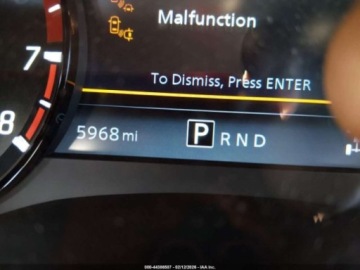 Malfunction
To Dismiss, Press ENTER
7
5968 mi P R N D
8